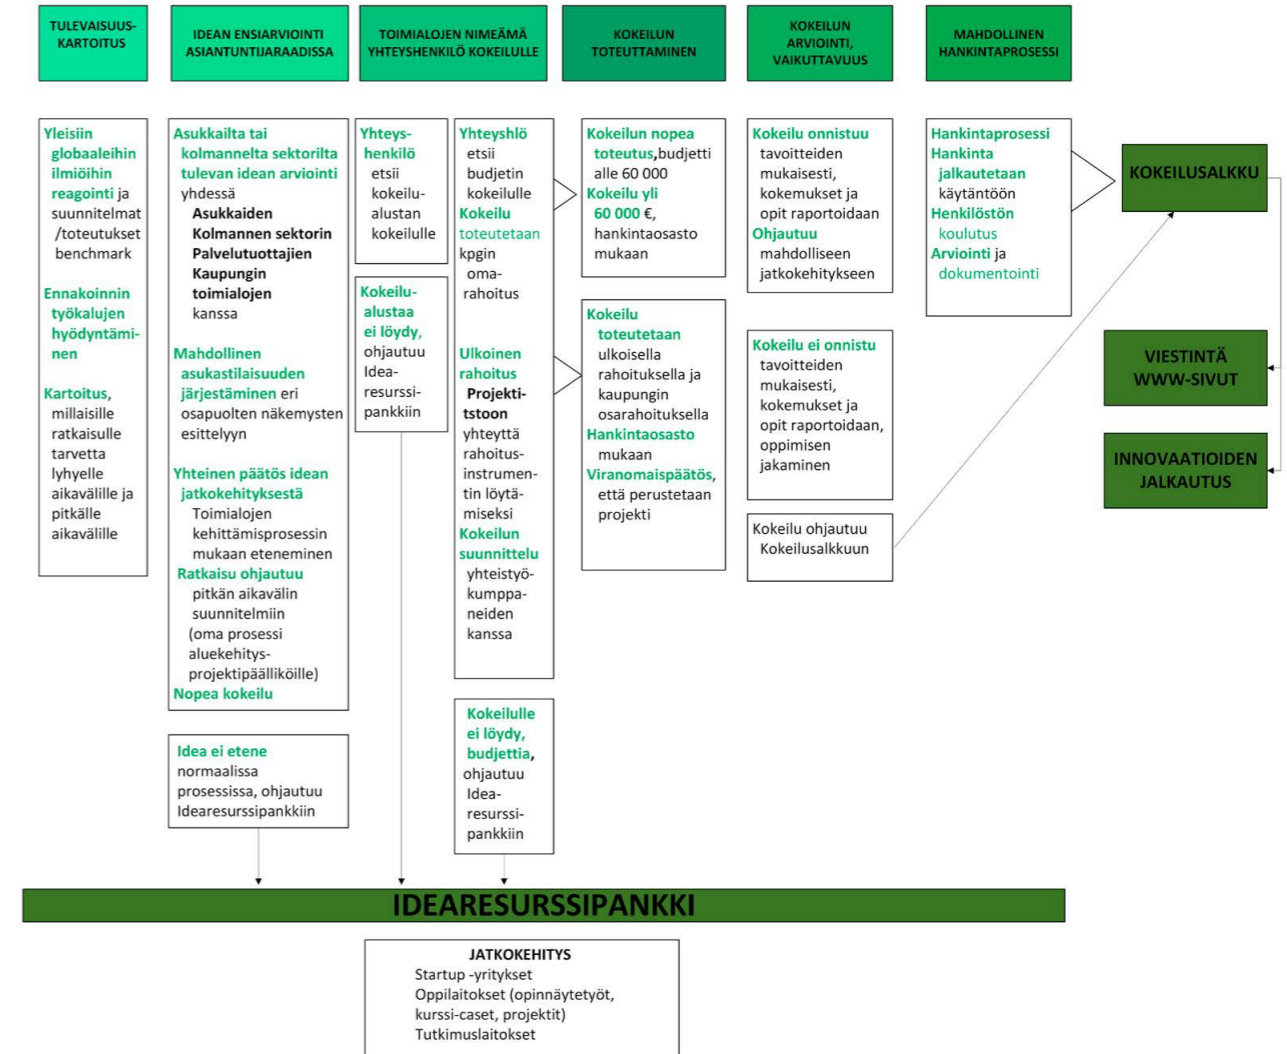 TULEVAISUUS-
KARTOITUS
IDEAN ENSIARVIOINTI
ASIANTUNTIJARAADISSA
TOIMIALOJEN NIMEÄMÄ
YHTEYSHENKILÖ KOKEILULLE
KOKEILUN
TOTEUTTAMINEN
KOKEILUN
ARVIOINTI,
VAIKUTTAVUUS
MAHDOLLINEN
HANKINTAPROSESSI
Yleisiin
globaaleihin
ilmiöihin
reagointi ja
suunnitelmat
/toteutukset
benchmark
Ennakoinnin
työkalujen
hyödyntämi-
nen
Kartoitus,
millaisille
ratkaisulle
tarvetta
lyhyelle
aikavälille ja
pitkälle
aikavälille
Asukkailta tai
kolmannelta sektorilta
tulevan idean arviointi
yhdessä
Asukkaiden
Kolmannen sektorin
Palvelutuottajien
Kaupungin
toimialojen
kanssa
Mahdollinen
asukastilaisuuden
järjestäminen eri
osapuolten näkemysten
esittelyyn
Yhteinen päätös idean
jatkokehityksestä
Toimialojen
kehittämisprosessin
mukaan eteneminen
Ratkaisu ohjautuu
pitkän aikavälin
suunnitelmiin
(oma prosessi
aluekehitys-
projektipäälliköille)
Nopea kokeilu
Idea ei etene
normaalissa
prosessissa, ohjautuu
Idearesurssipankkiin
Yhteys-
henkilö
etsii
kokeilu-
alustan
kokeilulle
Kokeilu-
alustaa
ei löydy,
ohjautuu
Idea-
resurssi-
pankkiin
Yhteyshlö
etsii
budjetin
kokeilulle
Kokeilu
toteutetaan
kpgin
oma-
rahoitus
Ulkoinen
rahoitus
Projekti-
tstoon
yhteyttä
rahoitus-
instrumen-
tin löytä-
miseksi
Kokeilun
suunnittelu
yhteistyö-
kumppa-
neiden
kanssa
Kokeilulle
ei löydy,
budjettia,
ohjautuu
Idea-
resurssi-
pankkiin
Kokeilun nopea
toteutus,budjetti
alle 60 000
Kokeilu yli
60 000 €,
hankintaosasto
mukaan
Kokeilu
toteutetaan
ulkoisella
rahoituksella ja
kaupungin
osarahoituksella
Hankintaosasto
mukaan
Viranomaispäätös,
että perustetaan
projekti
Kokeilu onnistuu
tavoitteiden
mukaisesti,
kokemukset ja
opit raportoidaan
Ohjautuu
mahdolliseen
jatkokehitykseen
Kokeilu ei onnistu
tavoitteiden
mukaisesti,
kokemukset ja
opit raportoidaan,
oppimisen
jakaminen
Kokeilu ohjautuu
Kokeilusalkkuun
Hankintaprosessi
Hankinta
jalkautetaan
käytäntöön
Henkilöstön
koulutus
Arviointi ja
dokumentointi
KOKEILUSALKKU
VIESTINTÄ
WWW-SIVUT
INNOVAATIOIDEN
JALKAUTUS
IDEARESURSSIPANKKI
JATKOKEHITYS
Startup -yritykset
Oppilaitokset (opinnäytetyöt,
kurssi-caset, projektit)
Tutkimuslaitokset